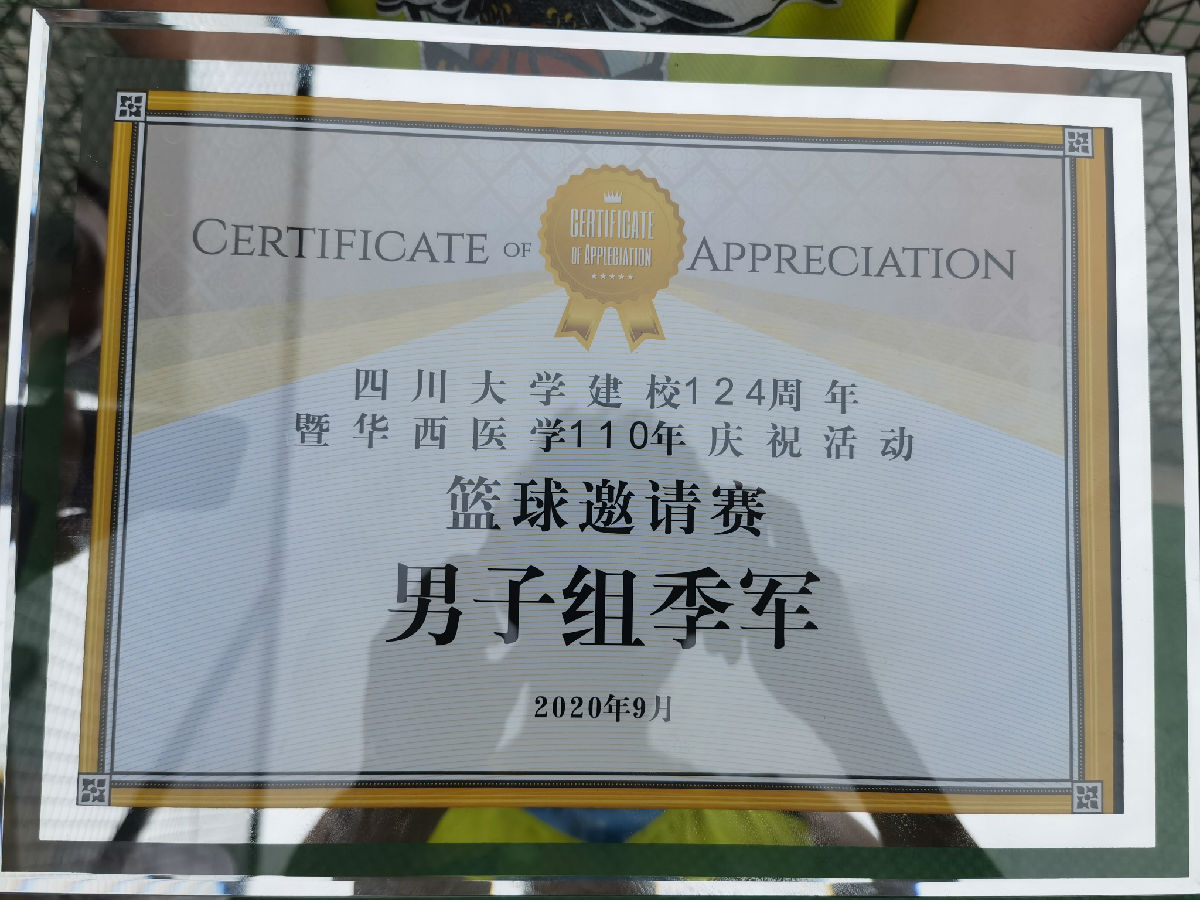 CERTIFICATE OF APPRECIATION
CERTIFICATE
OF APPLECIATION
四川大学建校124周年
暨华西医学110年庆祝活动
篮球邀请赛
男子组季军
2020年9月